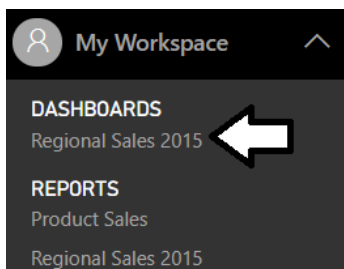 My Workspace
DASHBOARDS
Regional Sales 2015
REPORTS
Product Sales
Regional Sales 2015